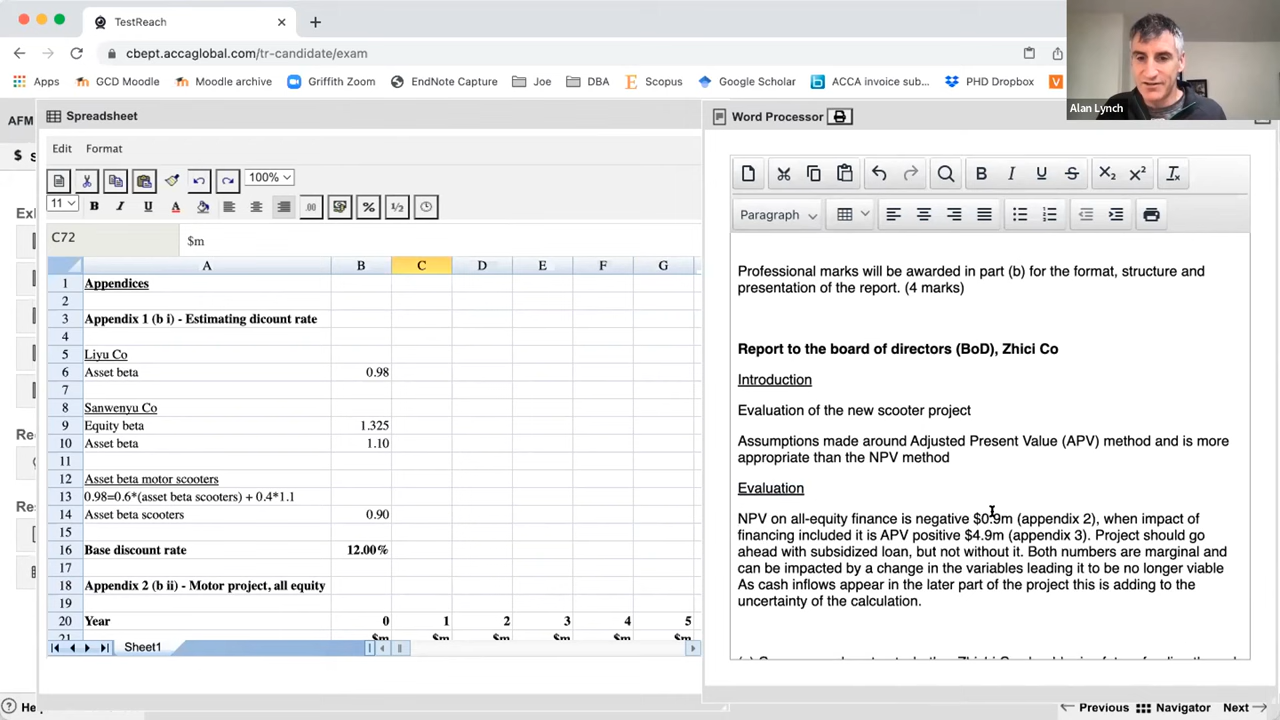 TestReach
cbept.accaglobal.com/tr-candidate/exam
Apps
GCD Moodle
Moodle archive
Griffith Zoom
EndNote Capture
Joe
DBA
Scopus
Google Scholar
ACCA invoice sub...
PHD Dropbox
Alan Lynch
AFM
Spreadsheet
Edit Format
100%
11
C72
$m
A B C D E F G
1 Appendices
2
3 Appendix 1 (b i) - Estimating dicount rate
4
5 Liyu Co
6 Asset beta 0.98
7
8 Sanwenyu Co
9 Equity beta 1.325
10 Asset beta 1.10
11
12 Asset beta motor scooters
13 0.98=0.6*(asset beta scooters) + 0.4*1.1
14 Asset beta scooters 0.90
15
16 Base discount rate 12.00%
17
18 Appendix 2 (b ii) - Motor project, all equity
19
20 Year 0 1 2 3 4 5
21 $m $m $m $m $m $m
Sheet1
Word Processor
Paragraph
Professional marks will be awarded in part (b) for the format, structure and
presentation of the report. (4 marks)
Report to the board of directors (BoD), Zhici Co
Introduction
Evaluation of the new scooter project
Assumptions made around Adjusted Present Value (APV) method and is more
appropriate than the NPV method
Evaluation
NPV on all-equity finance is negative $0.9m (appendix 2), when impact of
financing included it is APV positive $4.9m (appendix 3). Project should go
ahead with subsidized loan, but not without it. Both numbers are marginal and
can be impacted by a change in the variables leading it to be no longer viable
As cash inflows appear in the later part of the project this is adding to the
uncertainty of the calculation.
Previous
Navigator
Next